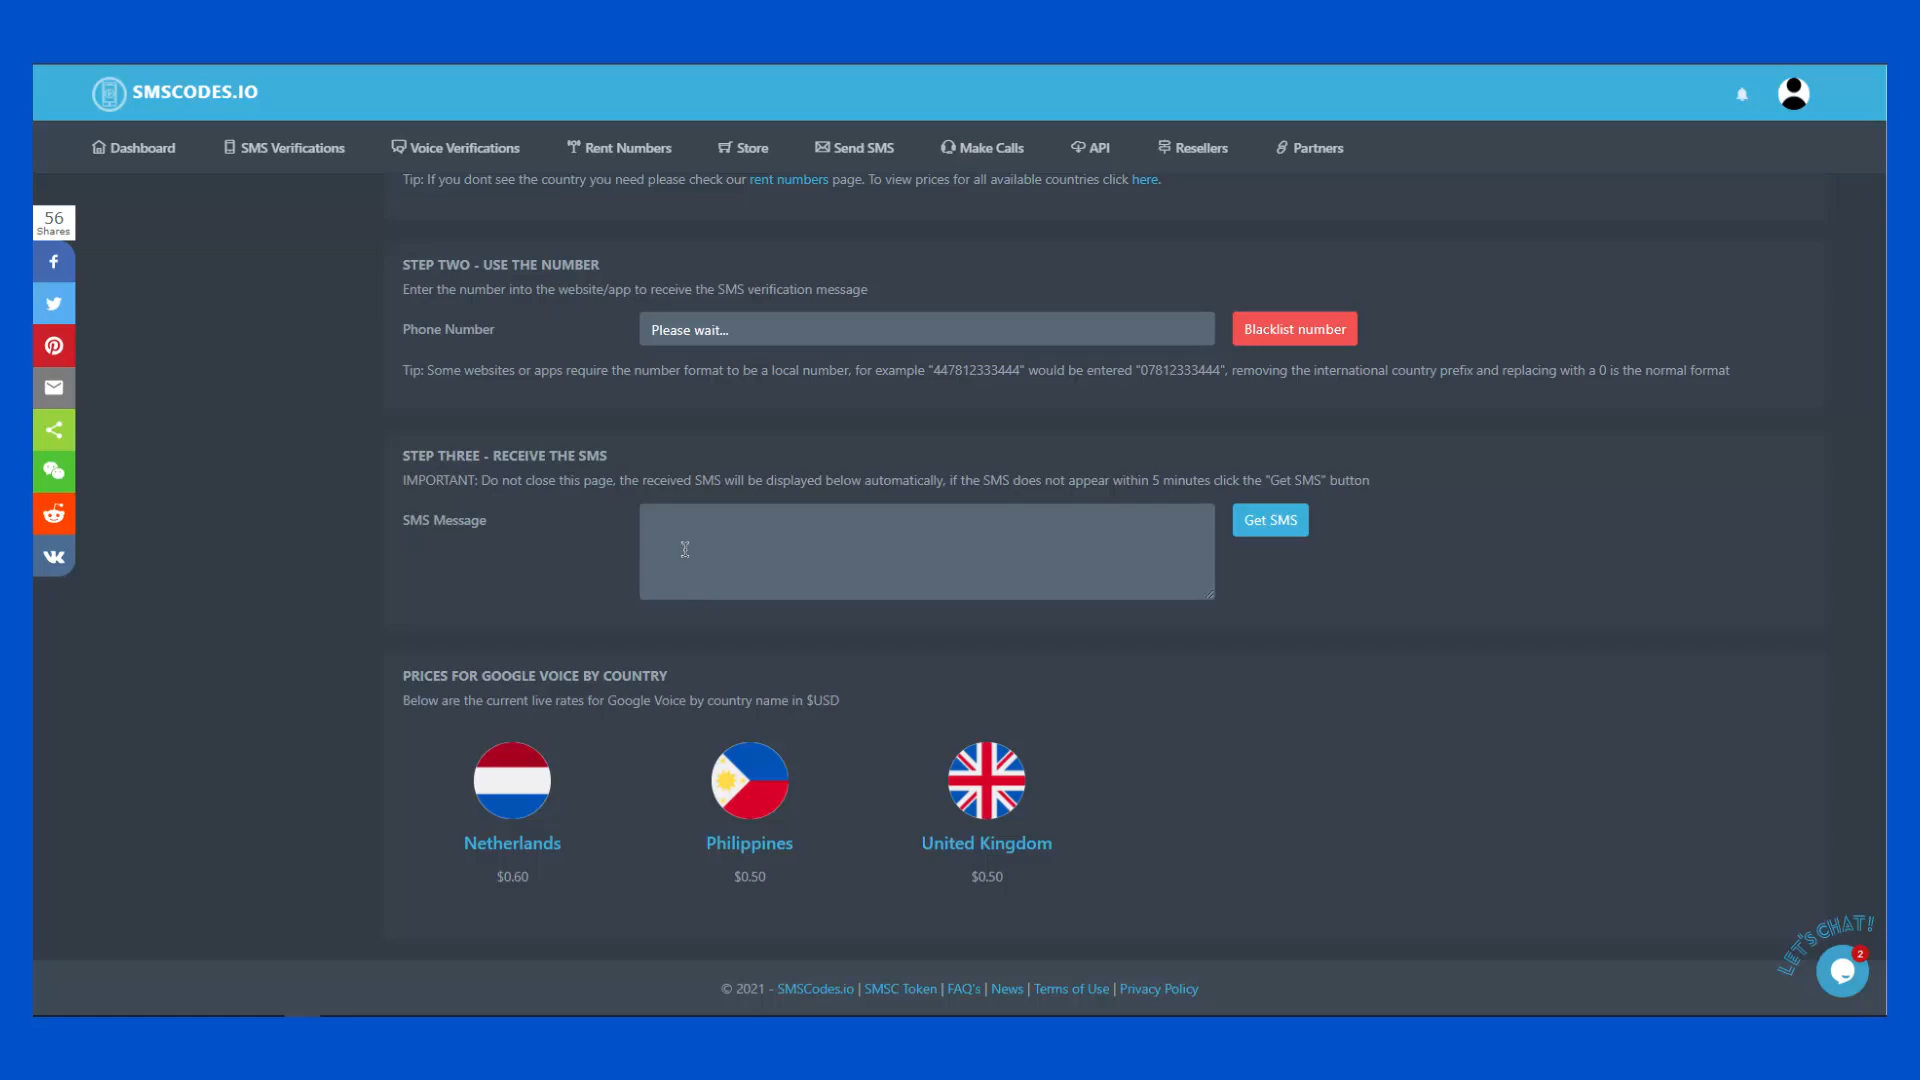 SMSCODES.IO
Dashboard SMS Verifications Voice Verifications Rent Numbers Store Send SMS Make Calls API Resellers Partners
Tip: If you dont see the country you need please check our rent numbers page. To view prices for all available countries click here.
56
Shares
STEP TWO - USE THE NUMBER
Enter the number into the website/app to receive the SMS verification message
Phone Number Please wait... Blacklist number
Tip: Some websites or apps require the number format to be a local number, for example "447812333444" would be entered "07812333444", removing the international country prefix and replacing with a 0 is the normal format
STEP THREE - RECEIVE THE SMS
IMPORTANT: Do not close this page, the received SMS will be displayed below automatically, if the SMS does not appear within 5 minutes click the "Get SMS" button
SMS Message Get SMS
PRICES FOR GOOGLE VOICE BY COUNTRY
Below are the current live rates for Google Voice by country name in $USD
Netherlands Philippines United Kingdom
$0.60 $0.50 $0.50
LET'S CHAT!
2
© 2021 - SMSCodes.io | SMSC Token | FAQ's | News | Terms of Use | Privacy Policy